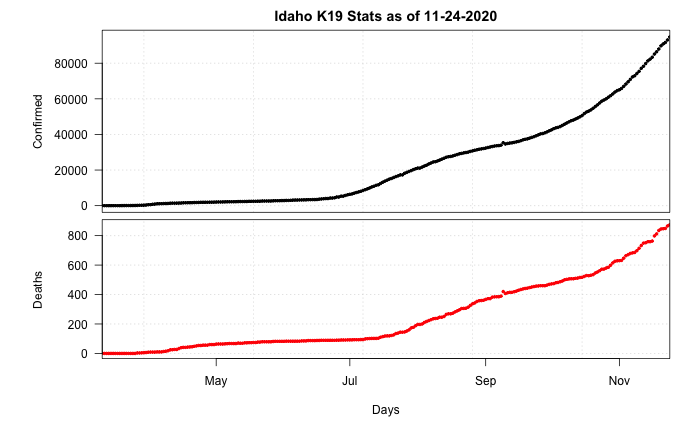 Idaho K19 Stats as of 11-24-2020
Confirmed
80000
60000
40000
20000
0
Deaths
800
600
400
200
0
May Jul Sep Nov
Days